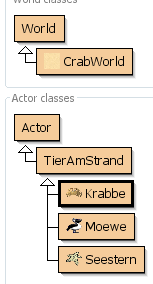 World classes
World
CrabWorld
Actor classes
Actor
TierAmStrand
Krabbe
Moewe
Seestern